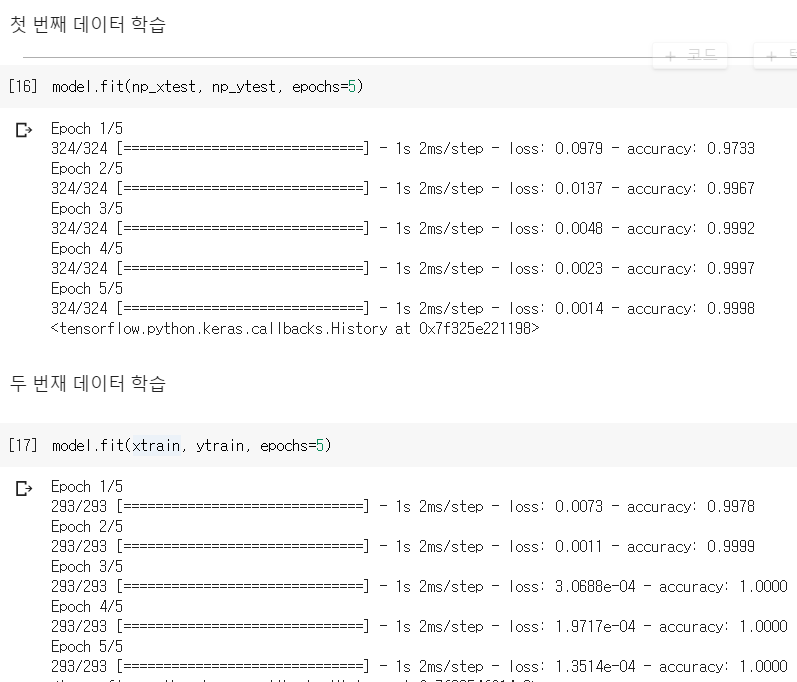 첫 번째 데이터 학습
+ 코드
+
[16] model.fit(np_xtest, np_ytest, epochs=5)
Epoch 1/5
324/324 [==============================] - 1s 2ms/step - loss: 0.0979 - accuracy: 0.9733
Epoch 2/5
324/324 [==============================] - 1s 2ms/step - loss: 0.0137 - accuracy: 0.9967
Epoch 3/5
324/324 [==============================] - 1s 2ms/step - loss: 0.0048 - accuracy: 0.9992
Epoch 4/5
324/324 [==============================] - 1s 2ms/step - loss: 0.0023 - accuracy: 0.9997
Epoch 5/5
324/324 [==============================] - 1s 2ms/step - loss: 0.0014 - accuracy: 0.9998
<tensorflow.python.keras.callbacks.History at 0x7f325e221198>
두 번재 데이터 학습
[17] model.fit(xtrain, ytrain, epochs=5)
Epoch 1/5
293/293 [==============================] - 1s 2ms/step - loss: 0.0073 - accuracy: 0.9978
Epoch 2/5
293/293 [==============================] - 1s 2ms/step - loss: 0.0011 - accuracy: 0.9999
Epoch 3/5
293/293 [==============================] - 1s 2ms/step - loss: 3.0688e-04 - accuracy: 1.0000
Epoch 4/5
293/293 [==============================] - 1s 2ms/step - loss: 1.9717e-04 - accuracy: 1.0000
Epoch 5/5
293/293 [==============================] - 1s 2ms/step - loss: 1.3514e-04 - accuracy: 1.0000